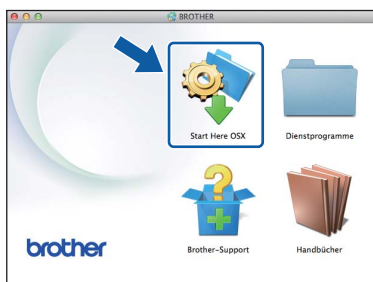 BROTHER
Start Here OSX
Dienstprogramme
Brother-Support
Handbücher
brother